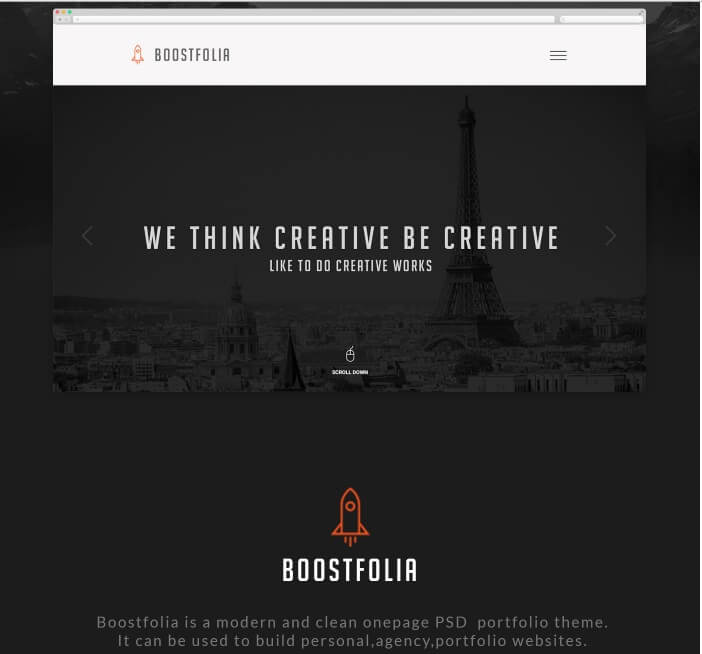 BOOSTFOLIA
WE THINK CREATIVE BE CREATIVE
LIKE TO DO CREATIVE WORKS
SCROLL DOWN
BOOSTFOLIA
Boostfolia is a modern and clean onepage PSD  portfolio theme.
It can be used to build personal,agency,portfolio websites.